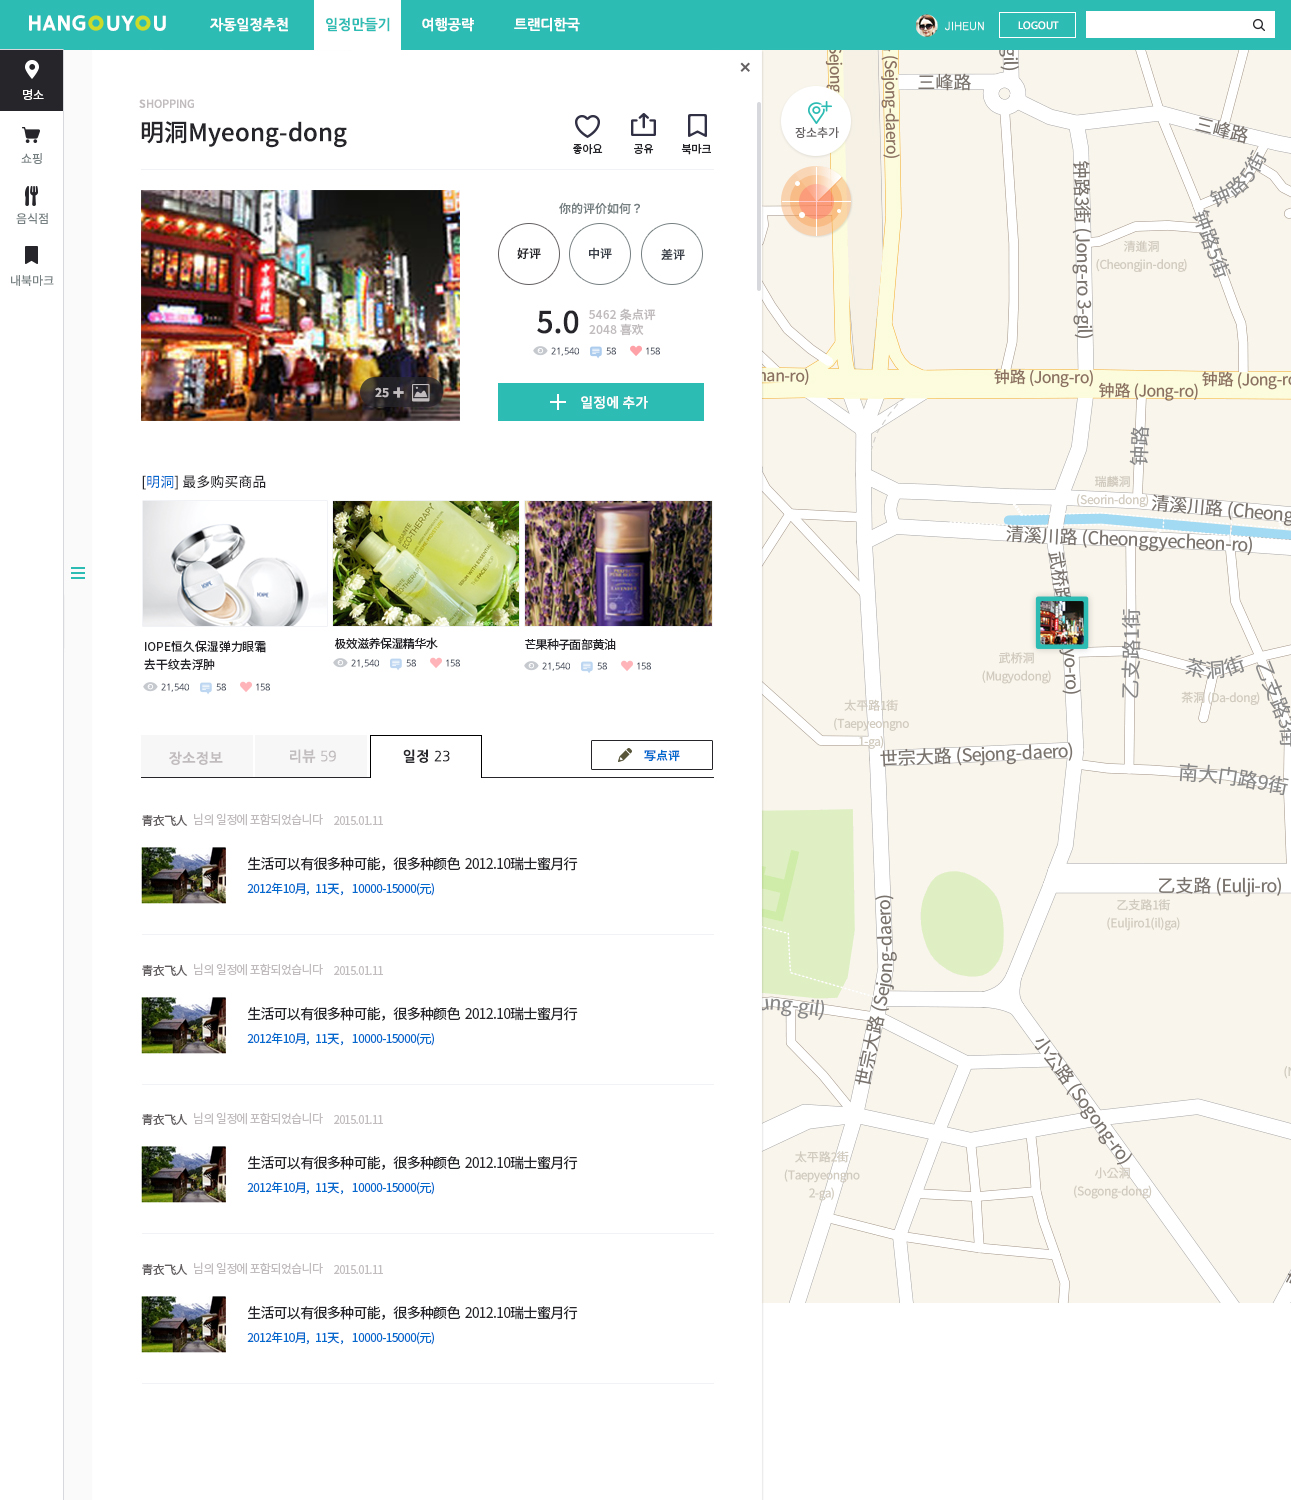 HANGOUYOU
자동일정추천
일정만들기
여행공략
트랜디한국
JIHEUN
LOGOUT
명소
쇼핑
음식점
내북마크
SHOPPING
明洞Myeong-dong
좋아요
공유
북마크
你的评价如何？
好评
中评
差评
5.0
5462 条点评
2048 喜欢
21,540
58
158
25 +
일정에 추가
[明洞] 最多购买商品
IOPE恒久保湿弹力眼霜
去干纹去浮肿
21,540
58
158
极效滋养保湿精华水
21,540
58
158
芒果种子面部黄油
21,540
58
158
장소정보
리뷰 59
일정 23
写点评
青衣飞人 님의 일정에 포함되었습니다 2015.01.11
生活可以有很多种可能，很多种颜色 2012.10瑞士蜜月行
2012年10月, 11天, 10000-15000(元)
青衣飞人 님의 일정에 포함되었습니다 2015.01.11
生活可以有很多种可能，很多种颜色 2012.10瑞士蜜月行
2012年10月, 11天, 10000-15000(元)
青衣飞人 님의 일정에 포함되었습니다 2015.01.11
生活可以有很多种可能，很多种颜色 2012.10瑞士蜜月行
2012年10月, 11天, 10000-15000(元)
青衣飞人 님의 일정에 포함되었습니다 2015.01.11
生活可以有很多种可能，很多种颜色 2012.10瑞士蜜月行
2012年10月, 11天, 10000-15000(元)
장소추가
(Sejong-daero)
三峰路
三峰路
钟路5街
钟路5街
钟路3街 (Jong-ro 3-gil)
清進洞
(Cheongjin-dong)
钟路 (Jong-ro)
钟路 (Jong-ro)
钟路 (Jong-ro
钟路
瑞麟洞
(Seorin-dong)
清溪川路 (Cheong
清溪川路 (Cheonggyecheon-ro)
武桥路
yo-ro)
武桥洞
(Mugyodong)
乙支路1街
茶洞街
茶洞 (Da-dong)
乙支路3街
太平路1街
(Taepyeongno
1-ga)
世宗大路 (Sejong-daero)
南大门路9街
乙支路 (Eulji-ro)
乙支路1街
(Euljiro1(il)ga)
世宗大路 (Sejong-daero)
ung-gil)
小公路 (Sogong-ro)
太平路2街
(Taepyeongno
2-ga)
小公洞
(Sogong-dong)